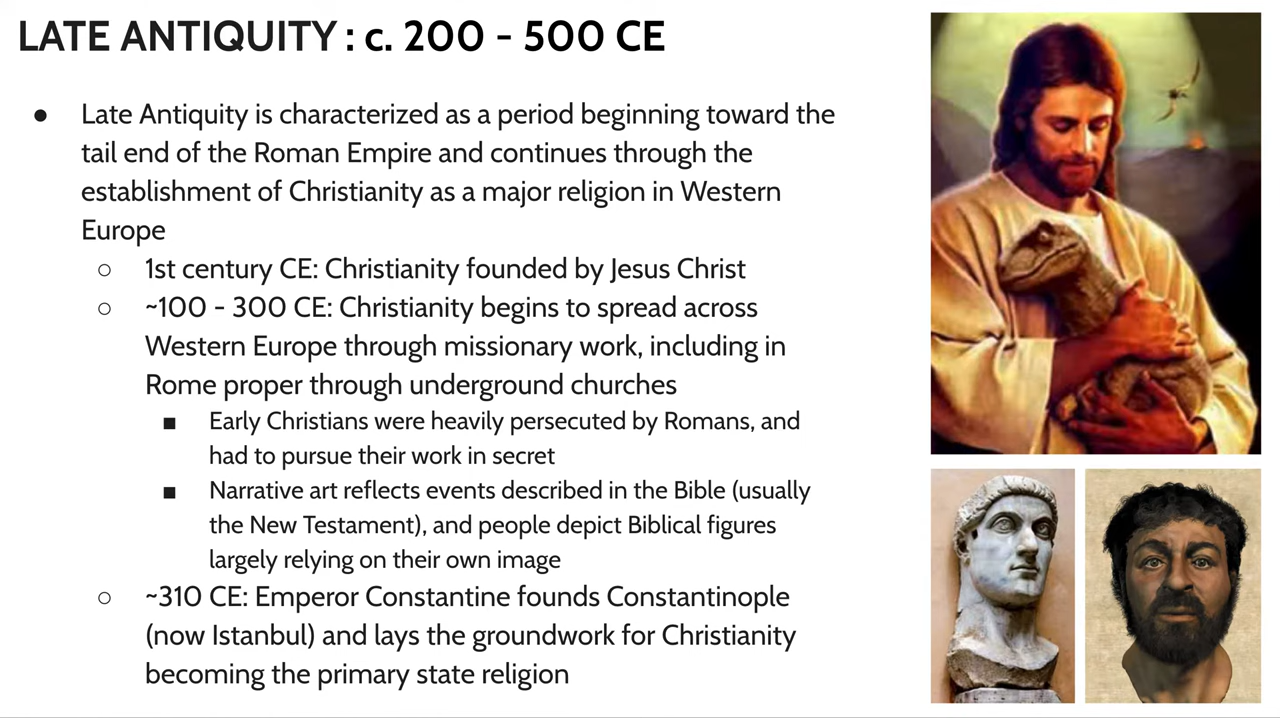 LATE ANTIQUITY : c. 200 - 500 CE
● Late Antiquity is characterized as a period beginning toward the
tail end of the Roman Empire and continues through the
establishment of Christianity as a major religion in Western
Europe
○ 1st century CE: Christianity founded by Jesus Christ
○ ~100 - 300 CE: Christianity begins to spread across
Western Europe through missionary work, including in
Rome proper through underground churches
■ Early Christians were heavily persecuted by Romans, and
had to pursue their work in secret
■ Narrative art reflects events described in the Bible (usually
the New Testament), and people depict Biblical figures
largely relying on their own image
○ ~310 CE: Emperor Constantine founds Constantinople
(now Istanbul) and lays the groundwork for Christianity
becoming the primary state religion